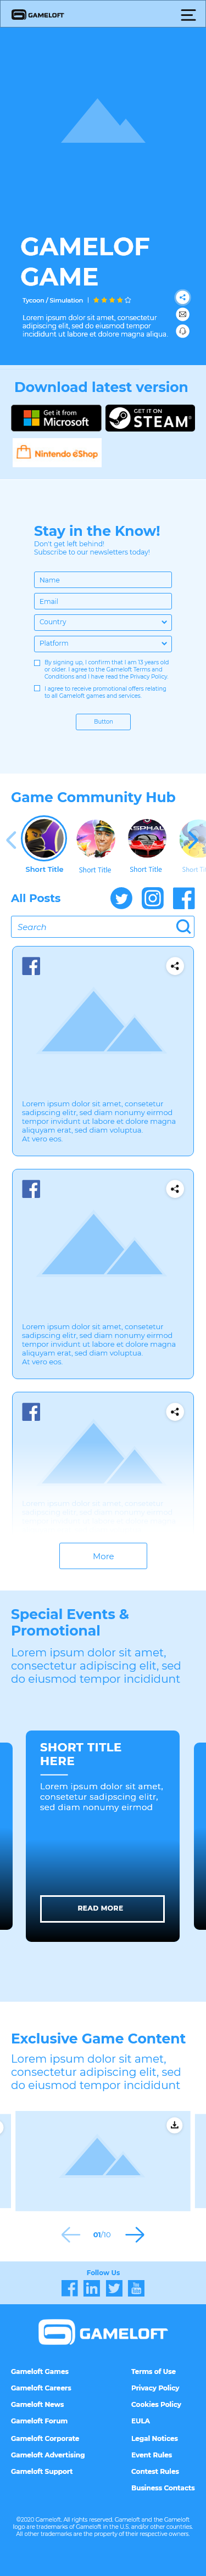 GAMELOFT
GAMELOF
GAME
Tycoon / Simulation |
Lorem ipsum dolor sit amet, consectetur
adipiscing elit, sed do eiusmod tempor
incididunt ut labore et dolore magna aliqua.
Download latest version
Get it from
Microsoft
GET IT ON
STEAM
Nintendo eShop
Stay in the Know!
Don't get left behind!
Subscribe to our newsletters today!
Name
Email
Country
Platform
By signing up, I confirm that I am 13 years old
or older. I agree to the Gameloft Terms and
Conditions and I have read the Privacy Policy.
I agree to receive promotional offers relating
to all Gameloft games and services.
Button
Game Community Hub
ASPHAL
Short Title
Short Title
Short Title
Short Tit
All Posts
Search
Lorem ipsum dolor sit amet, consetetur
sadipscing elitr, sed diam nonumy eirmod
tempor invidunt ut labore et dolore magna
aliquyam erat, sed diam voluptua.
At vero eos.
Lorem ipsum dolor sit amet, consetetur
sadipscing elitr, sed diam nonumy eirmod
tempor invidunt ut labore et dolore magna
aliquyam erat, sed diam voluptua.
At vero eos.
Lorem ipsum dolor sit amet, consetetur
sadipscing elitr, sed diam nonumy eirmod
More
Special Events &
Promotional
Lorem ipsum dolor sit amet,
consectetur adipiscing elit, sed
do eiusmod tempor incididunt
SHORT TITLE
HERE
Lorem ipsum dolor sit amet,
consetetur sadipscing elitr,
sed diam nonumy eirmod
READ MORE
Exclusive Game Content
Lorem ipsum dolor sit amet,
consectetur adipiscing elit, sed
do eiusmod tempor incididunt
01/10
Follow Us
GAMELOFT
Gameloft Games
Gameloft Careers
Gameloft News
Gameloft Forum
Gameloft Corporate
Gameloft Advertising
Gameloft Support
Terms of Use
Privacy Policy
Cookies Policy
EULA
Legal Notices
Event Rules
Contest Rules
Business Contacts
©2020 Gameloft. All rights reserved. Gameloft and the Gameloft
logo are trademarks of Gameloft in the U.S. and/or other countries.
All other trademarks are the property of their respective owners.